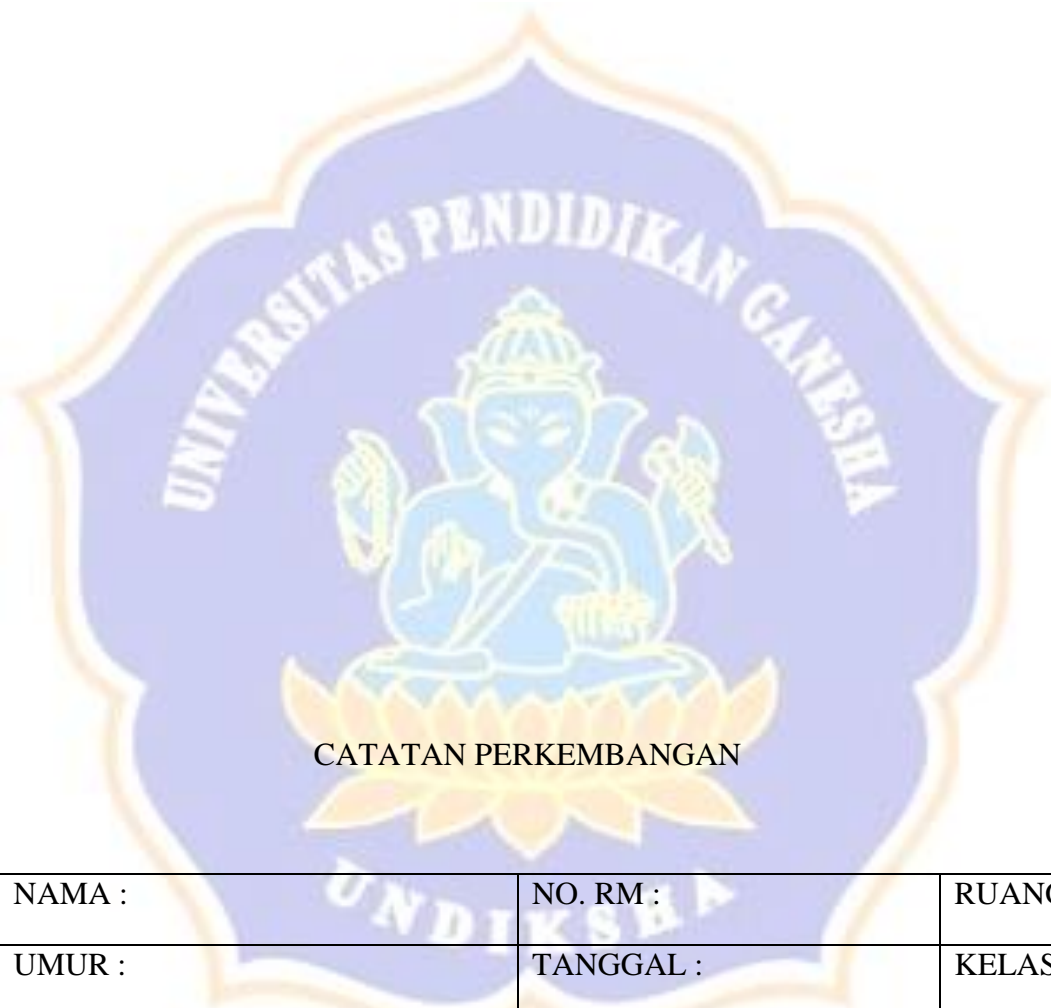 UNIVERSITAS PENDIDIKAN GANESHA
CATATAN PERKEMBANGAN
UNDIKSHA
NAMA : NO. RM :
UMUR : TANGGAL :